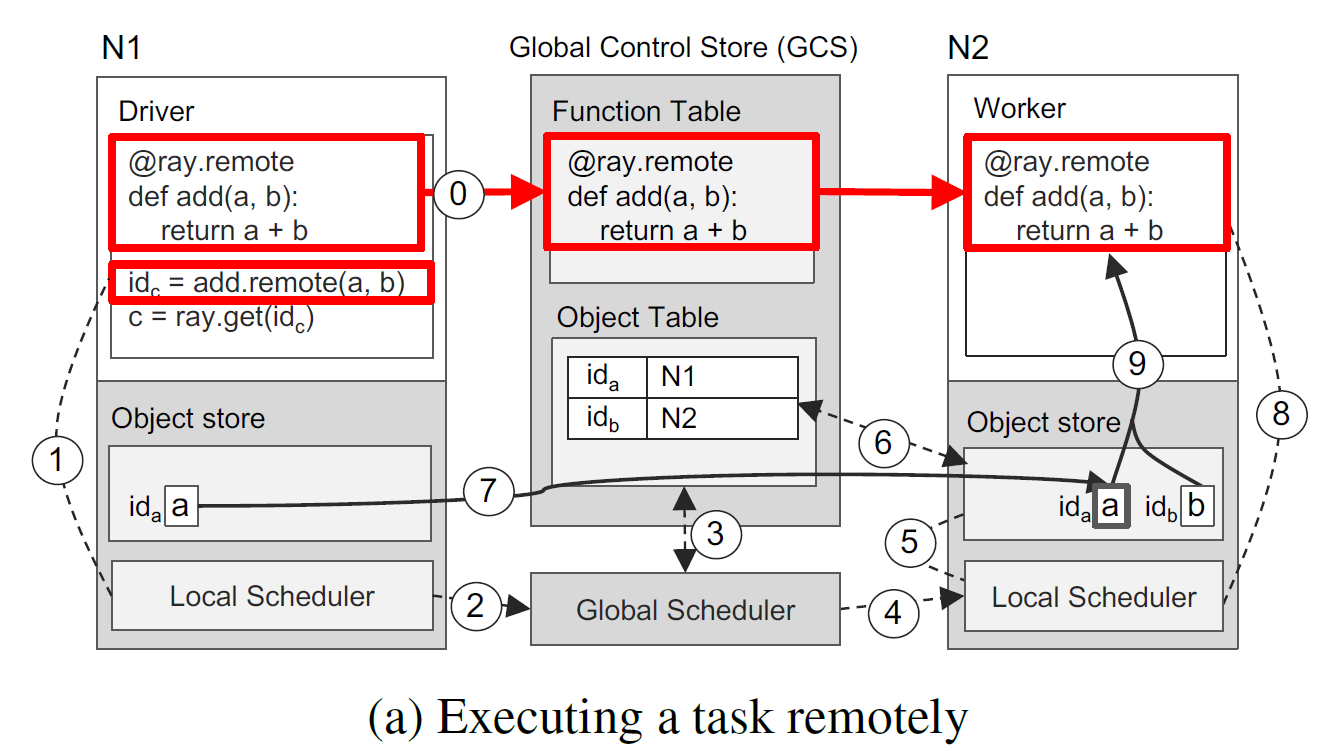 N1
Global Control Store (GCS)
N2
Driver
@ray.remote
def add(a, b):
return a + b
id_c = add.remote(a, b)
c = ray.get(id_c)
0
Function Table
@ray.remote
def add(a, b):
return a + b
Worker
@ray.remote
def add(a, b):
return a + b
Object Table
id_a N1
id_b N2
9
8
6
1
Object store
id_a a
7
Object store
id_a a id_b b
3
5
Local Scheduler
2
Global Scheduler
4
Local Scheduler
(a) Executing a task remotely